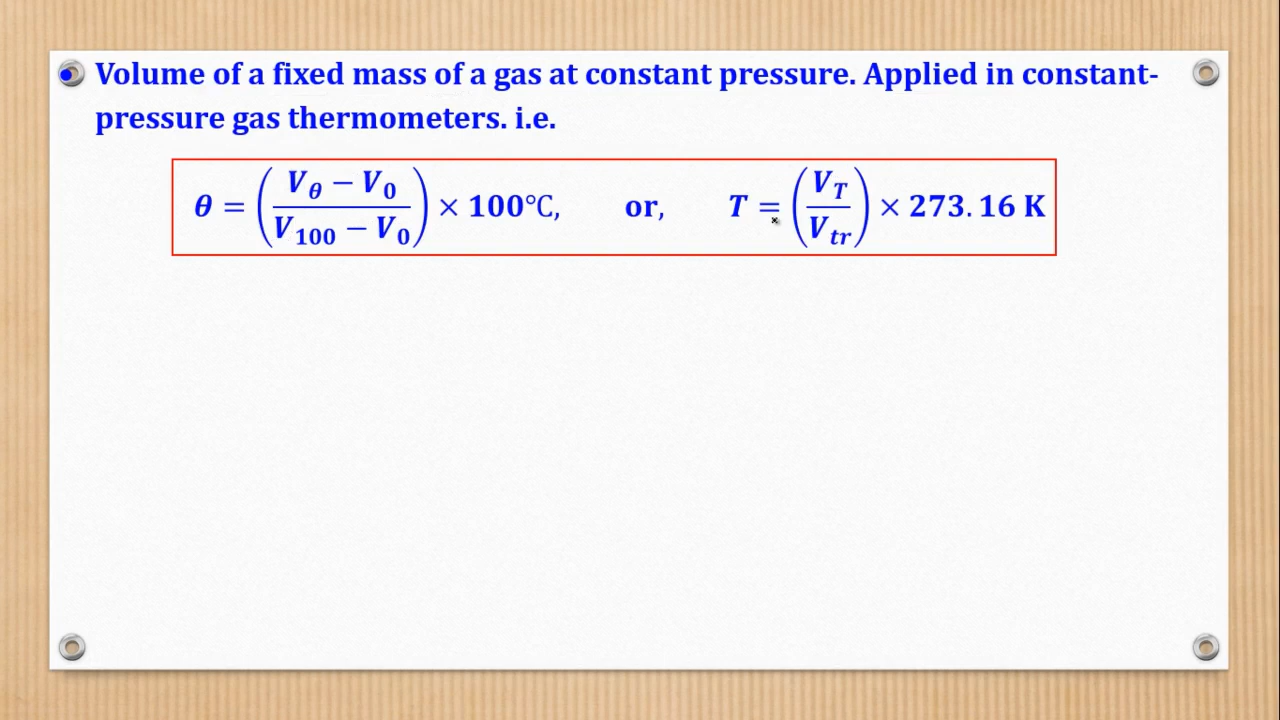 Volume of a fixed mass of a gas at constant pressure. Applied in constant-
pressure gas thermometers. i.e.
θ = ((V_θ − V_0)/(V_100 − V_0)) × 100℃, or, T = (V_T/V_tr) × 273.16 K